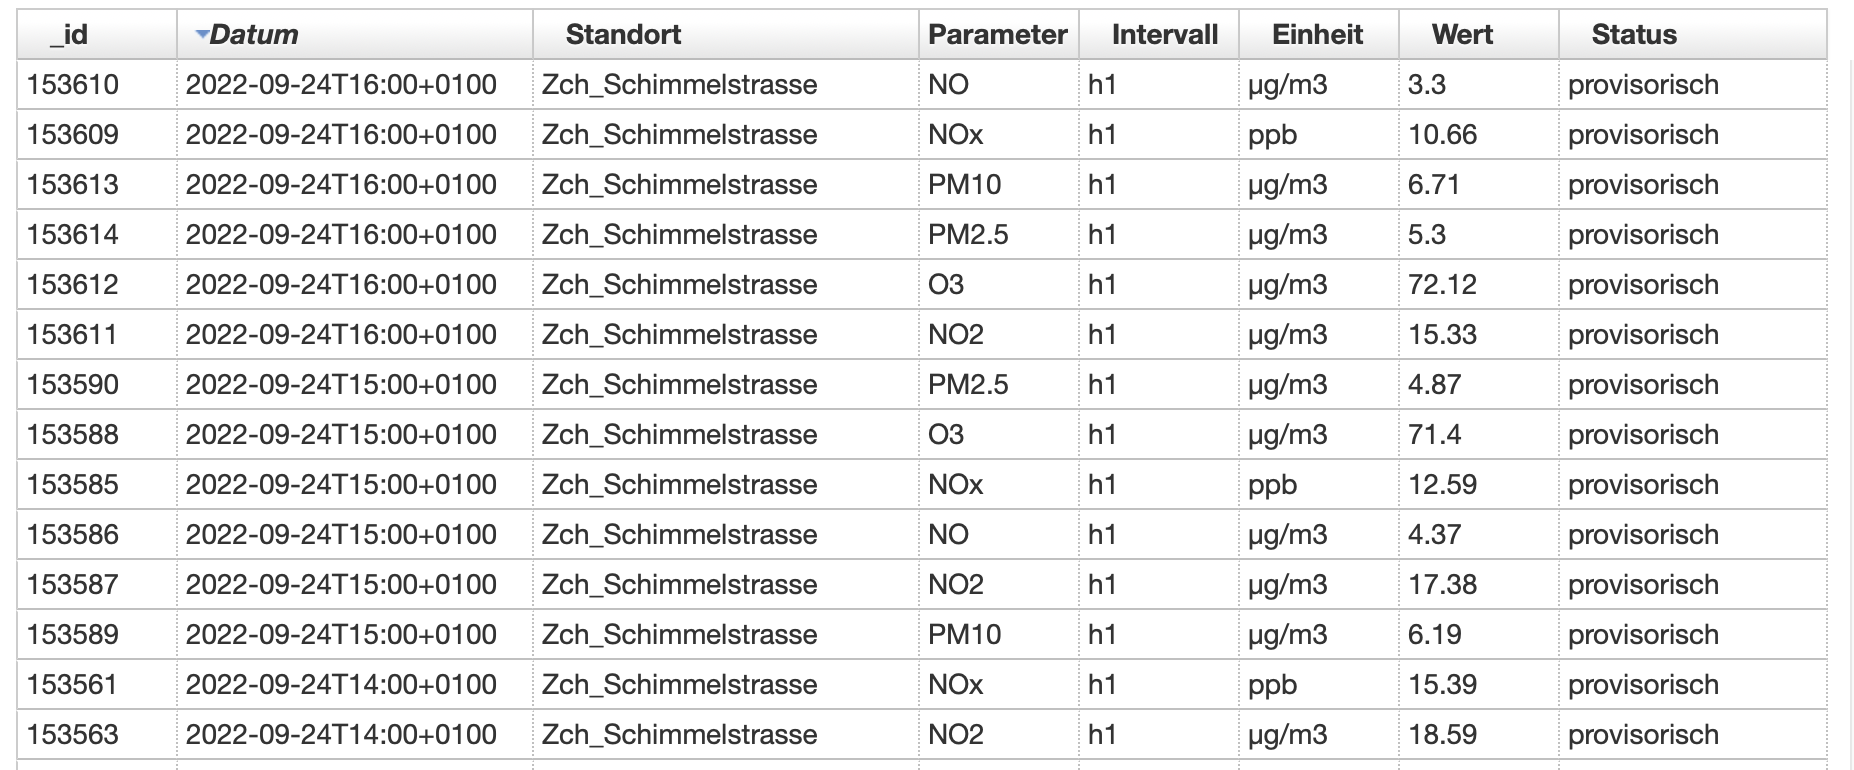 _id Datum Standort Parameter Intervall Einheit Wert Status
153610 2022-09-24T16:00+0100 Zch_Schimmelstrasse NO h1 µg/m3 3.3 provisorisch
153609 2022-09-24T16:00+0100 Zch_Schimmelstrasse NOx h1 ppb 10.66 provisorisch
153613 2022-09-24T16:00+0100 Zch_Schimmelstrasse PM10 h1 µg/m3 6.71 provisorisch
153614 2022-09-24T16:00+0100 Zch_Schimmelstrasse PM2.5 h1 µg/m3 5.3 provisorisch
153612 2022-09-24T16:00+0100 Zch_Schimmelstrasse O3 h1 µg/m3 72.12 provisorisch
153611 2022-09-24T16:00+0100 Zch_Schimmelstrasse NO2 h1 µg/m3 15.33 provisorisch
153590 2022-09-24T15:00+0100 Zch_Schimmelstrasse PM2.5 h1 µg/m3 4.87 provisorisch
153588 2022-09-24T15:00+0100 Zch_Schimmelstrasse O3 h1 µg/m3 71.4 provisorisch
153585 2022-09-24T15:00+0100 Zch_Schimmelstrasse NOx h1 ppb 12.59 provisorisch
153586 2022-09-24T15:00+0100 Zch_Schimmelstrasse NO h1 µg/m3 4.37 provisorisch
153587 2022-09-24T15:00+0100 Zch_Schimmelstrasse NO2 h1 µg/m3 17.38 provisorisch
153589 2022-09-24T15:00+0100 Zch_Schimmelstrasse PM10 h1 µg/m3 6.19 provisorisch
153561 2022-09-24T14:00+0100 Zch_Schimmelstrasse NOx h1 ppb 15.39 provisorisch
153563 2022-09-24T14:00+0100 Zch_Schimmelstrasse NO2 h1 µg/m3 18.59 provisorisch